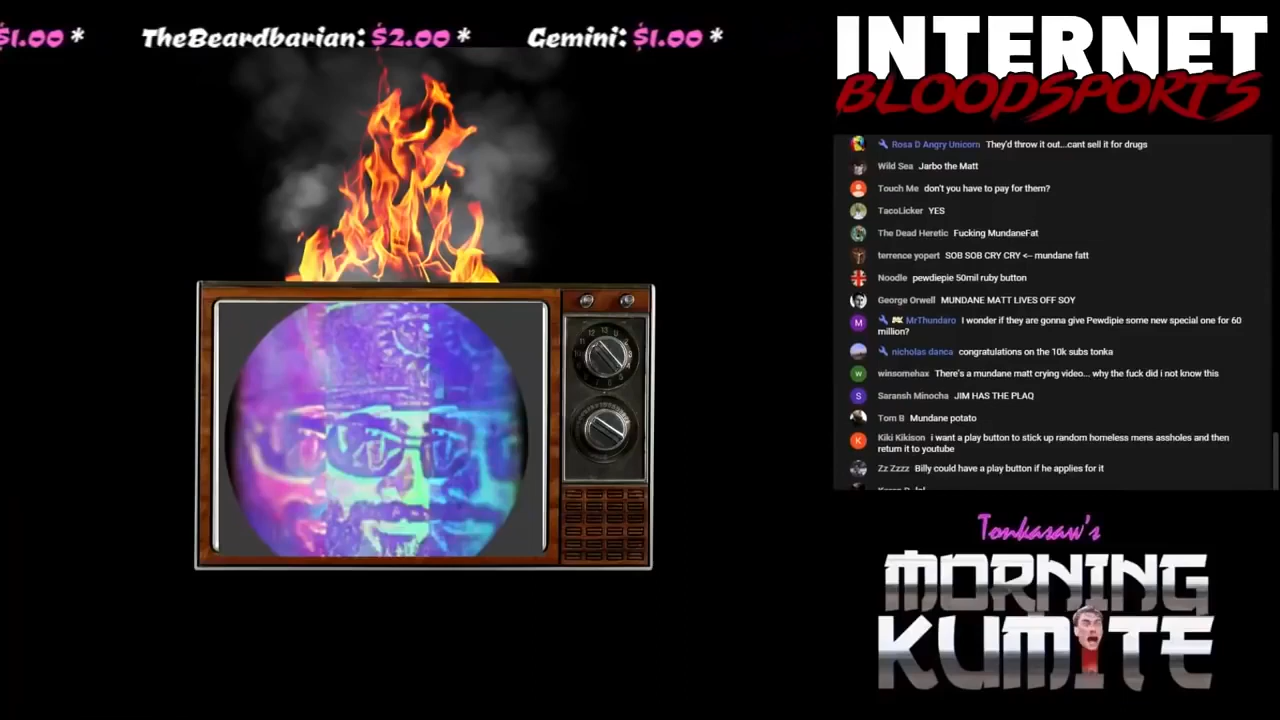 $1.00 *
TheBeardbarian: $2.00 *
Gemini: $1.00 *
INTERNET
BLOODSPORTS
Rosa D Angry Unicorn They'd throw it out...cant sell it for drugs
Wild Sea Jarbo the Matt
Touch Me don't you have to pay for them?
TacoLicker YES
The Dead Heretic Fucking MundaneFat
terrence yopert SOB SOB CRY CRY <-- mundane fatt
Noodle pewdiepie 50mil ruby button
George Orwell MUNDANE MATT LIVES OFF SOY
MrThundaro I wonder if they are gonna give Pewdipie some new special one for 60
million?
nicholas danca congratulations on the 10k subs tonka
winsomehax There's a mundane matt crying video... why the fuck did i not know this
Saransh Minocha JIM HAS THE PLAQ
Tom B Mundane potato
Kiki Kikison i want a play button to stick up random homeless mens assholes and then
return it to youtube
Zz Zzzz Billy could have a play button if he applies for it
Tonkasaw's
MORNING
KUMITE